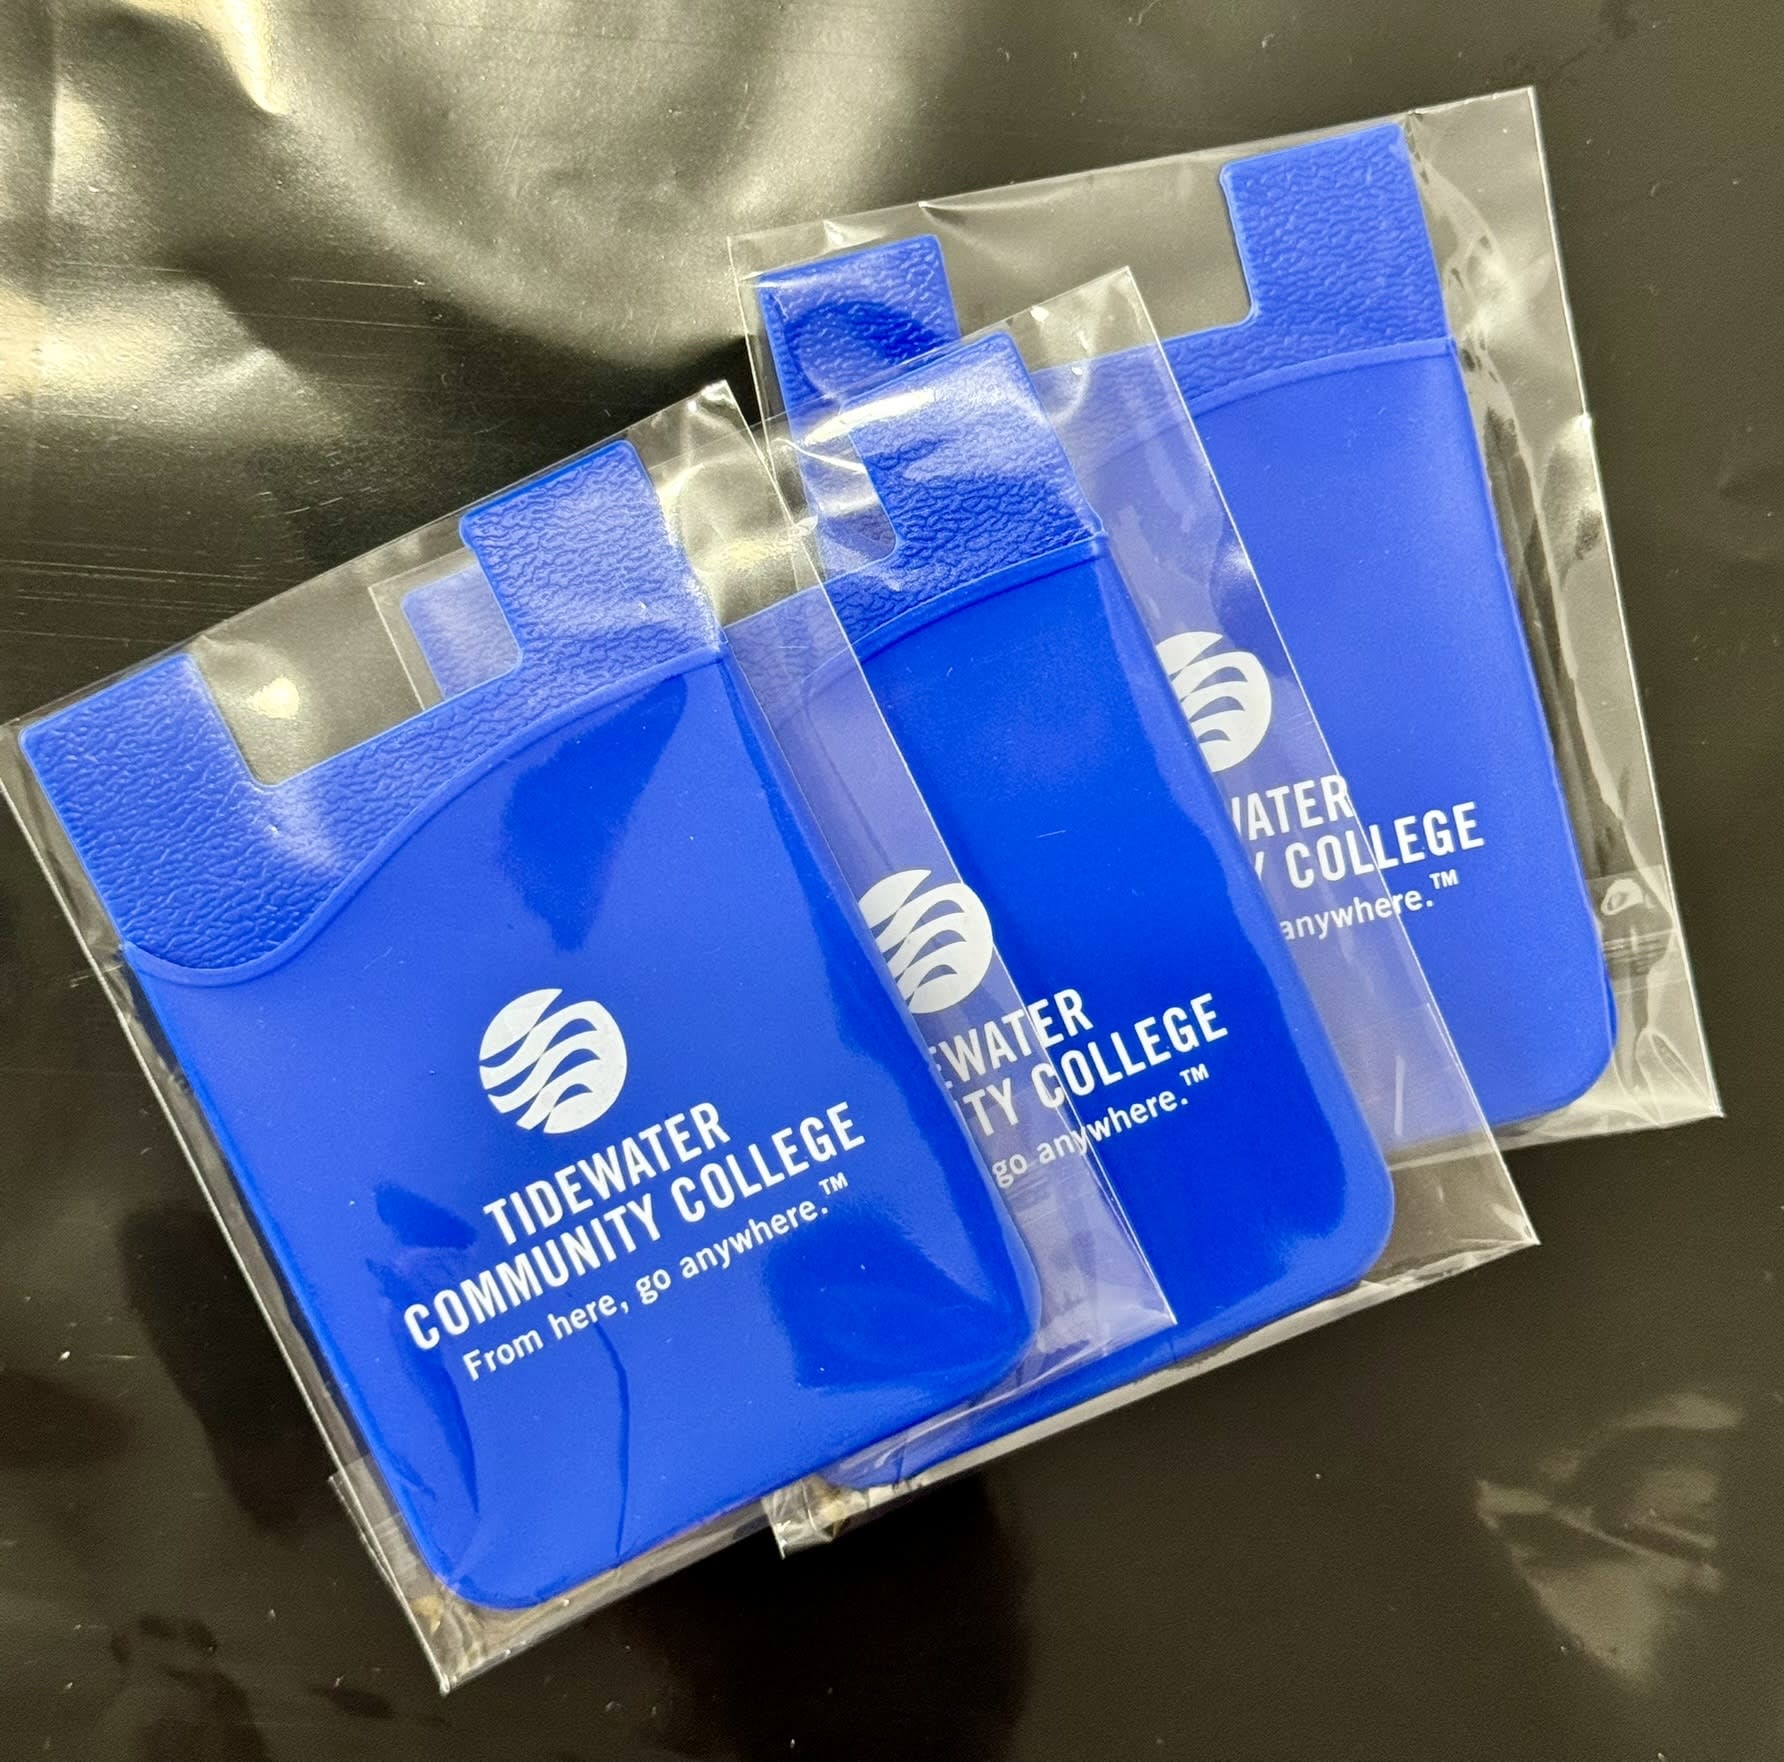 TIDEWATER
COMMUNITY COLLEGE
From here, go anywhere.™
EWATER
TY COLLEGE
go anywhere.™
WATER
Y COLLEGE
anywhere.™